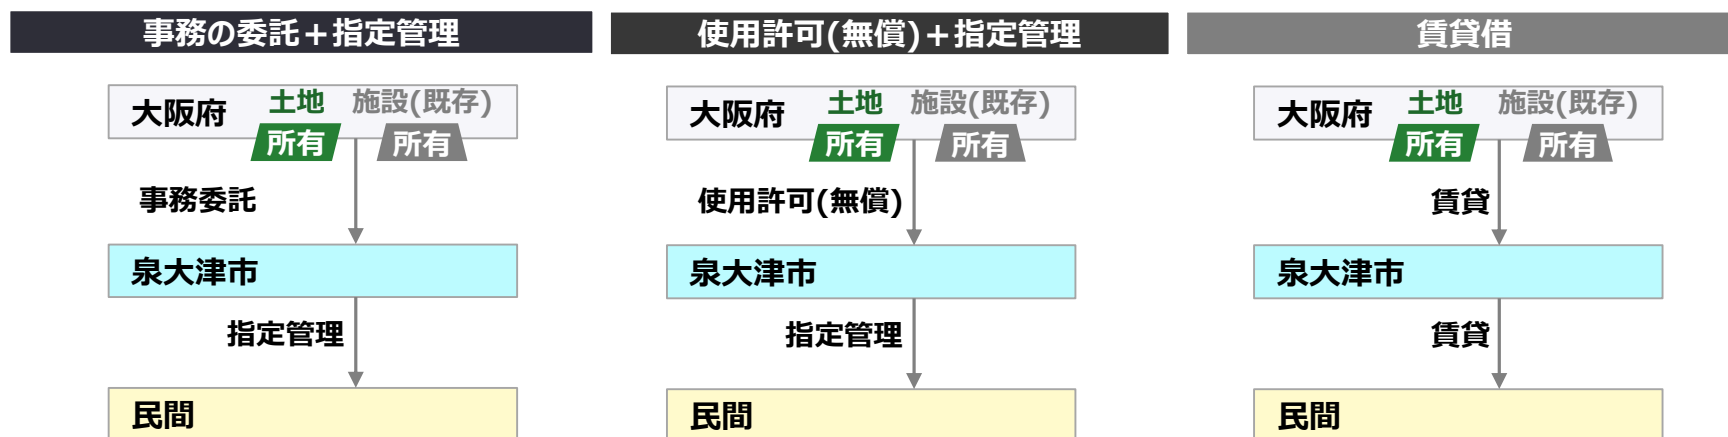 事務の委託＋指定管理
大阪府 土地 施設(既存)
所有 所有
事務委託
泉大津市
指定管理
民間
使用許可(無償)＋指定管理
大阪府 土地 施設(既存)
所有 所有
使用許可(無償)
泉大津市
指定管理
民間
賃貸借
大阪府 土地 施設(既存)
所有 所有
賃貸
泉大津市
賃貸
民間